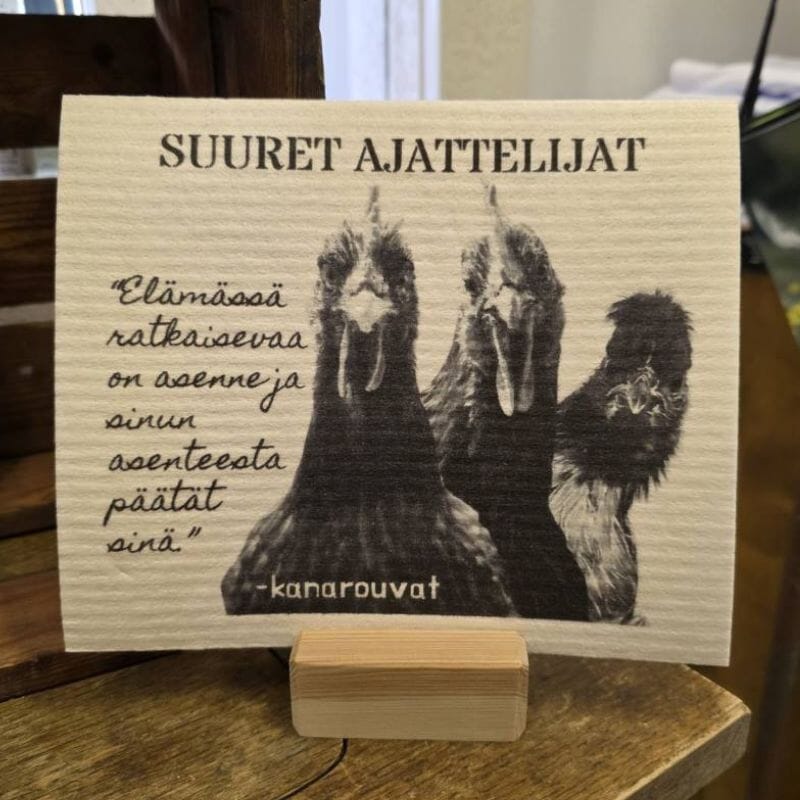 SUURET AJATTELIJAT
"Elämässä
ratkaisevaa
on asenne ja
sinun
asenteesta
päätät
sinä."
-kanarouvat